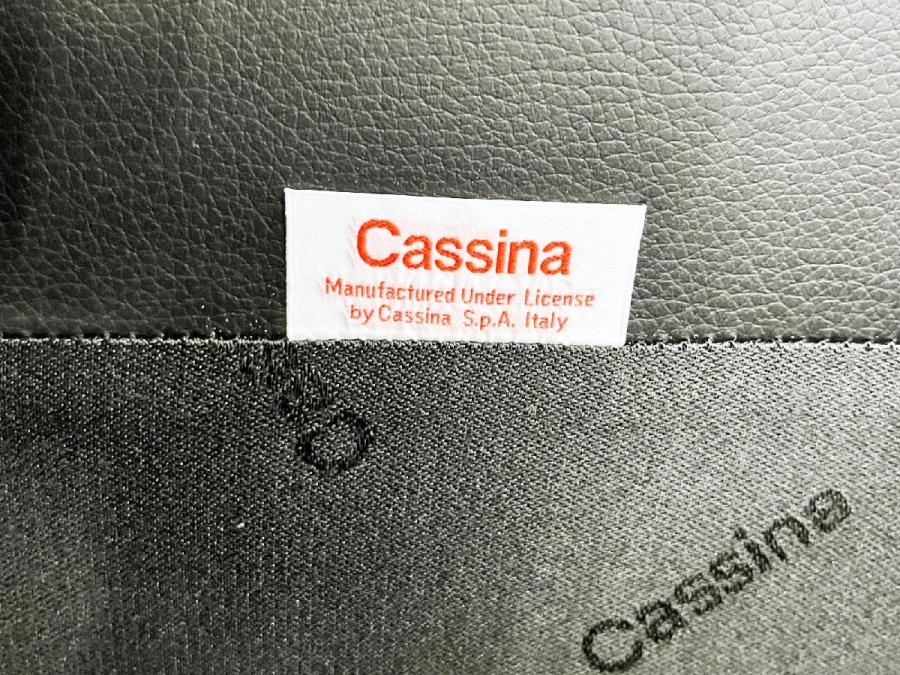 Cassina
Manufactured Under License
by Cassina S.p.A. Italy
Cassina